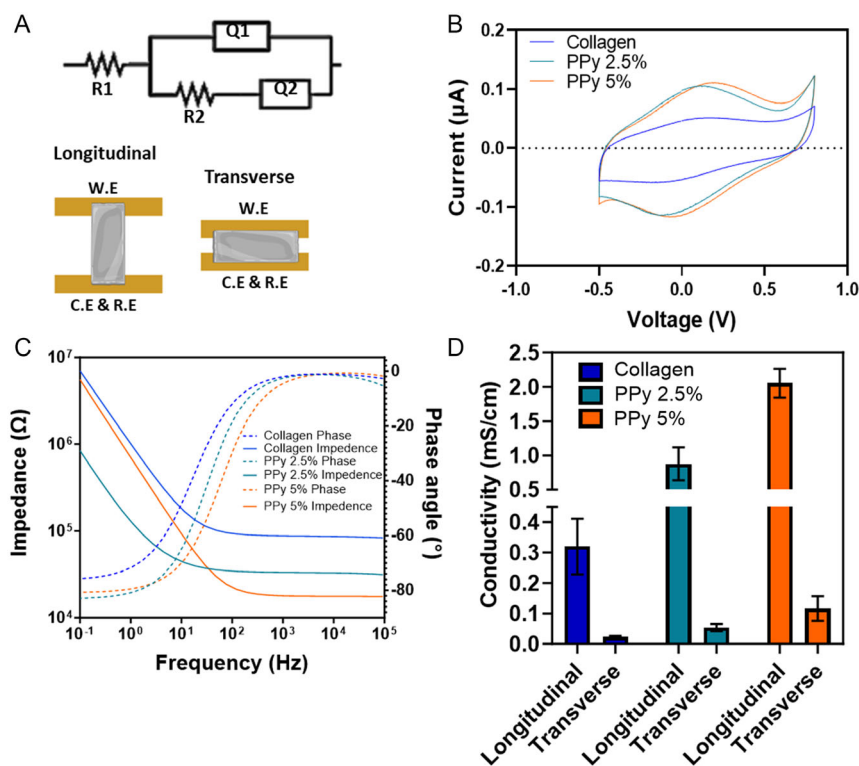 A
Q1
R1
R2
Q2
Longitudinal
W.E
C.E & R.E
Transverse
W.E
C.E & R.E
B
0.2
0.1
0.0
-0.1
-0.2
Current (µA)
Collagen
PPy 2.5%
PPy 5%
-1.0
-0.5
0.0
0.5
1.0
Voltage (V)
C
10⁷
10⁶
10⁵
10⁴
Impedance (Ω)
Collagen Phase
Collagen Impedence
PPy 2.5% Phase
PPy 2.5% Impedence
PPy 5% Phase
PPy 5% Impedence
0
-20
-40
-60
-80
Phase angle (°)
10⁻¹
10⁰
10¹
10²
10³
10⁴
10⁵
Frequency (Hz)
D
2.5
2.0
1.5
1.0
0.5
0.4
0.3
0.2
0.1
0.0
Conductivity (mS/cm)
Collagen
PPy 2.5%
PPy 5%
Longitudinal
Transverse
Longitudinal
Transverse
Longitudinal
Transverse